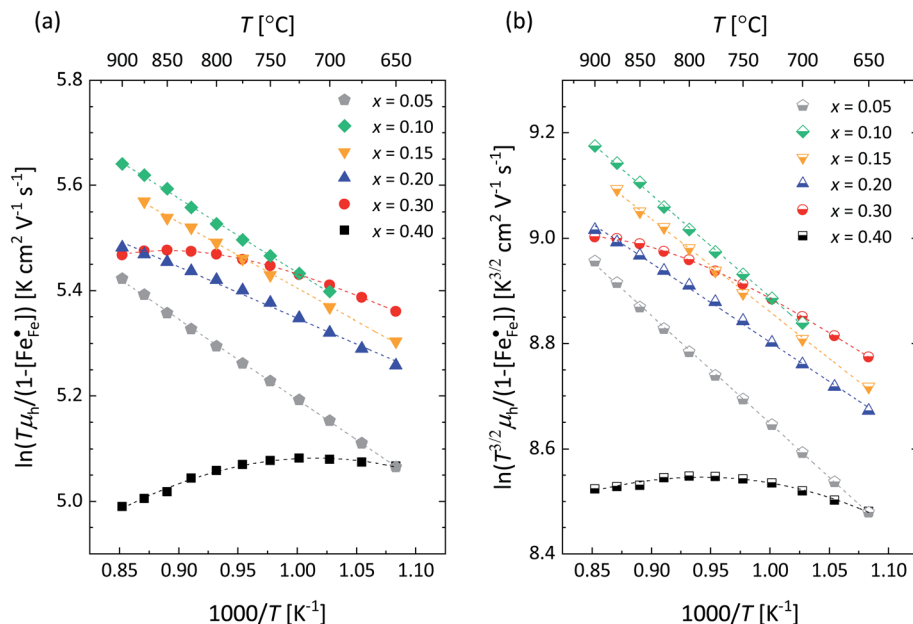 (a)
T [°C]
900 850 800 750 700 650
5.8
5.6
5.4
5.2
5.0
ln(Tμh/(1-[Fe•Fe])) [K cm² V⁻¹ s⁻¹]
x = 0.05
x = 0.10
x = 0.15
x = 0.20
x = 0.30
x = 0.40
0.85 0.90 0.95 1.00 1.05 1.10
1000/T [K⁻¹]
(b)
T [°C]
900 850 800 750 700 650
9.2
9.0
8.8
8.6
8.4
ln(T³/²μh/(1-[Fe•Fe])) [K³/² cm² V⁻¹ s⁻¹]
x = 0.05
x = 0.10
x = 0.15
x = 0.20
x = 0.30
x = 0.40
0.85 0.90 0.95 1.00 1.05 1.10
1000/T [K⁻¹]